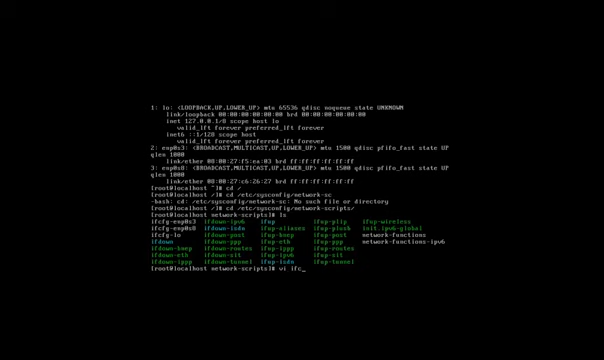 1: lo: <LOOPBACK,UP,LOWER_UP> mtu 65536 qdisc noqueue state UNKNOWN
link/loopback 00:00:00:00:00:00 brd 00:00:00:00:00:00
inet 127.0.0.1/8 scope host lo
valid_lft forever preferred_lft forever
inet6 ::1/128 scope host
valid_lft forever preferred_lft forever
2: enp0s3: <BROADCAST,MULTICAST,UP,LOWER_UP> mtu 1500 qdisc pfifo_fast state UP
qlen 1000
link/ether 08:00:27:f5:ea:03 brd ff:ff:ff:ff:ff:ff
3: enp0s8: <BROADCAST,MULTICAST,UP,LOWER_UP> mtu 1500 qdisc pfifo_fast state UP
qlen 1000
link/ether 08:00:27:c6:26:27 brd ff:ff:ff:ff:ff:ff
[root@localhost ~]# cd /
[root@localhost /]# cd /etc/sysconfig/network-sc
-bash: cd: /etc/sysconfig/network-sc: No such file or directory
[root@localhost /]# cd /etc/sysconfig/network-scripts/
[root@localhost network-scripts]# ls
ifcfg-enp0s3 ifdown-ipv6 ifup ifup-plip ifup-wireless
ifcfg-enp0s8 ifdown-isdn ifup-aliases ifup-plusb init.ipv6-global
ifcfg-lo ifdown-post ifup-bnep ifup-post network-functions
ifdown ifdown-ppp ifup-eth ifup-ppp network-functions-ipv6
ifdown-bnep ifdown-routes ifup-ippp ifup-routes
ifdown-eth ifdown-sit ifup-ipv6 ifup-sit
ifdown-ippp ifdown-tunnel ifup-isdn ifup-tunnel
[root@localhost network-scripts]# vi ifc_